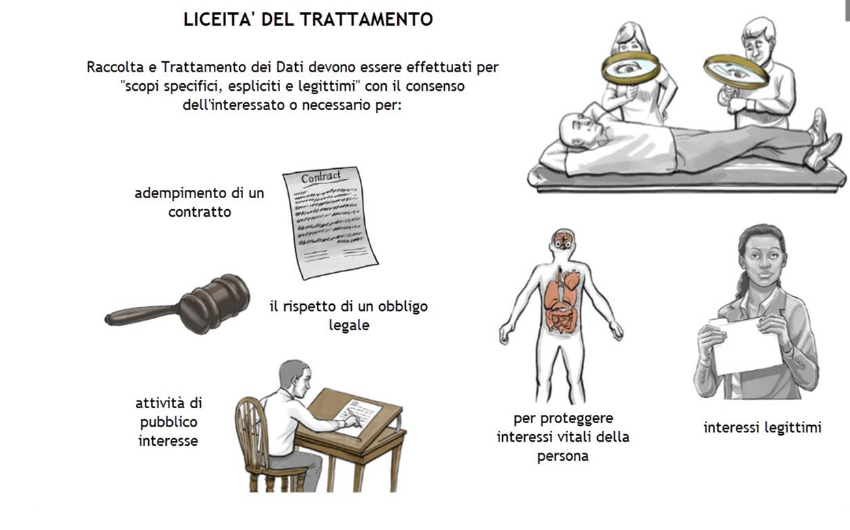 LICEITA' DEL TRATTAMENTO
Raccolta e Trattamento dei Dati devono essere effettuati per
"scopi specifici, espliciti e legittimi" con il consenso
dell'interessato o necessario per:
adempimento di un
contratto
Contract
il rispetto di un obbligo
legale
attività di
pubblico
interesse
per proteggere
interessi vitali della
persona
interessi legittimi